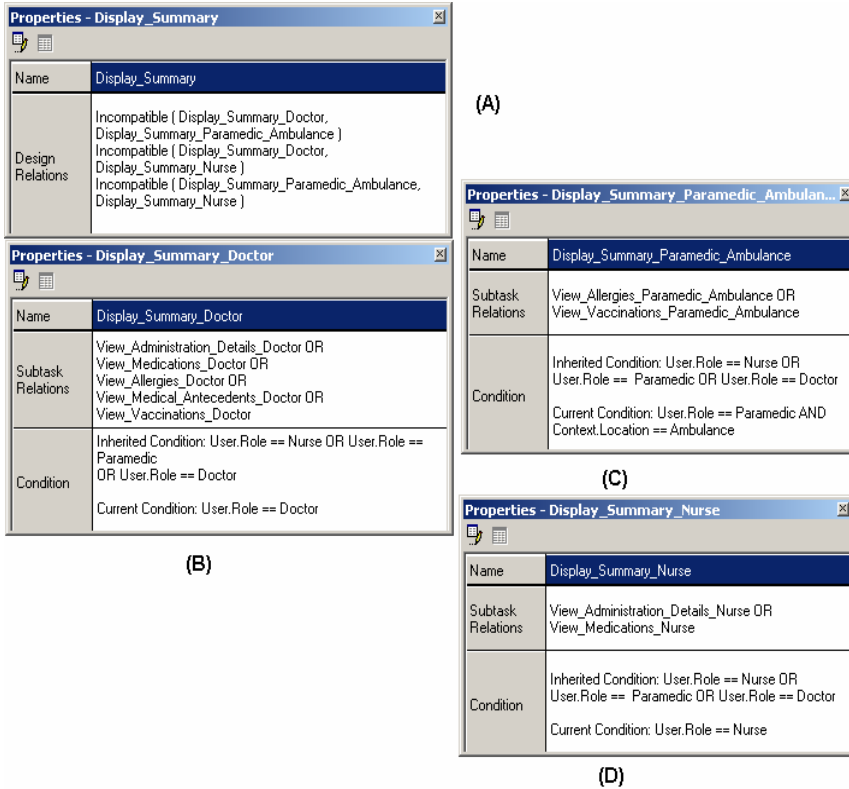 Properties - Display_Summary
Name
Display_Summary
Design
Relations
Incompatible ( Display_Summary_Doctor,
Display_Summary_Paramedic_Ambulance )
Incompatible ( Display_Summary_Doctor,
Display_Summary_Nurse )
Incompatible ( Display_Summary_Paramedic_Ambulance,
Display_Summary_Nurse )
(A)
Properties - Display_Summary_Doctor
Name
Display_Summary_Doctor
Subtask
Relations
View_Administration_Details_Doctor OR
View_Medications_Doctor OR
View_Allergies_Doctor OR
View_Medical_Antecedents_Doctor OR
View_Vaccinations_Doctor
Condition
Inherited Condition: User.Role == Nurse OR User.Role ==
Paramedic
OR User.Role == Doctor
Current Condition: User.Role == Doctor
(B)
Properties - Display_Summary_Paramedic_Ambulan...
Name
Display_Summary_Paramedic_Ambulance
Subtask
Relations
View_Allergies_Paramedic_Ambulance OR
View_Vaccinations_Paramedic_Ambulance
Condition
Inherited Condition: User.Role == Nurse OR
User.Role == Paramedic OR User.Role == Doctor
Current Condition: User.Role == Paramedic AND
Context.Location == Ambulance
(C)
Properties - Display_Summary_Nurse
Name
Display_Summary_Nurse
Subtask
Relations
View_Administration_Details_Nurse OR
View_Medications_Nurse
Condition
Inherited Condition: User.Role == Nurse OR
User.Role == Paramedic OR User.Role == Doctor
Current Condition: User.Role == Nurse
(D)